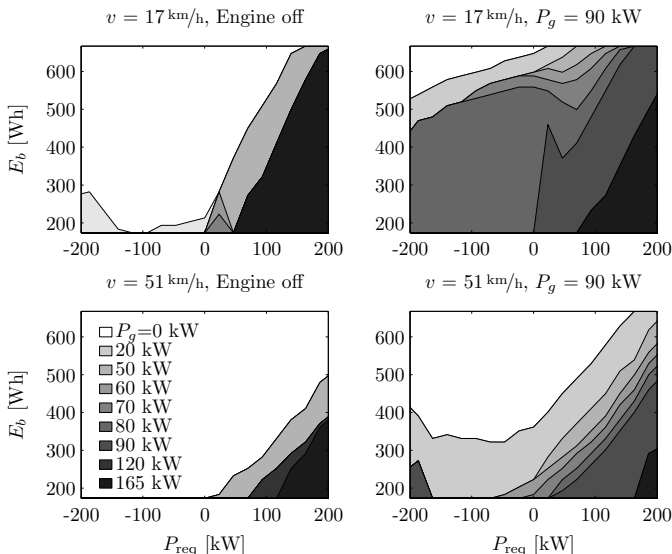 v = 17 km/h, Engine off
v = 17 km/h, P_g = 90 kW
E_b [Wh]
600
500
400
300
200
-200 -100 0 100 200
600
500
400
300
200
-200 -100 0 100 200
v = 51 km/h, Engine off
v = 51 km/h, P_g = 90 kW
E_b [Wh]
600
500
400
300
200
P_g=0 kW
20 kW
50 kW
60 kW
70 kW
80 kW
90 kW
120 kW
165 kW
-200 -100 0 100 200
P_req [kW]
600
500
400
300
200
-200 -100 0 100 200
P_req [kW]